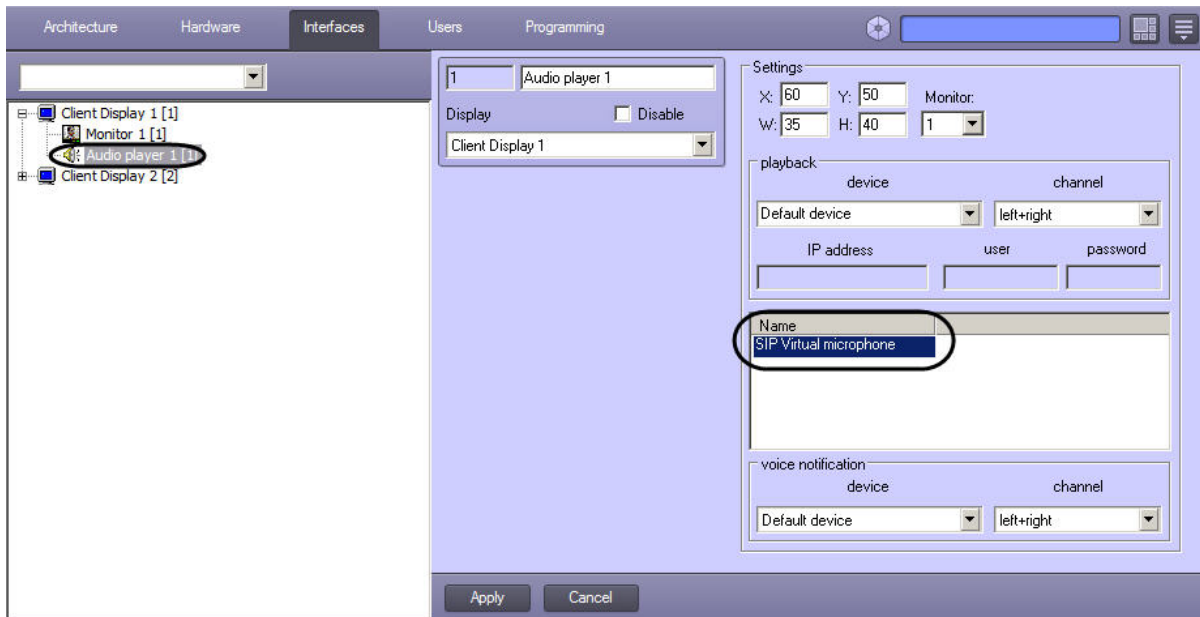 Architecture Hardware Interfaces Users Programming
Client Display 1 [1]
Monitor 1 [1]
Audio player 1 [1]
Client Display 2 [2]
1 Audio player 1
Display Disable
Client Display 1
Settings
X: 60 Y: 50 Monitor:
W: 35 H: 40 1
playback
device channel
Default device left+right
IP address user password
Name
SIP Virtual microphone
voice notification
device channel
Default device left+right
Apply Cancel